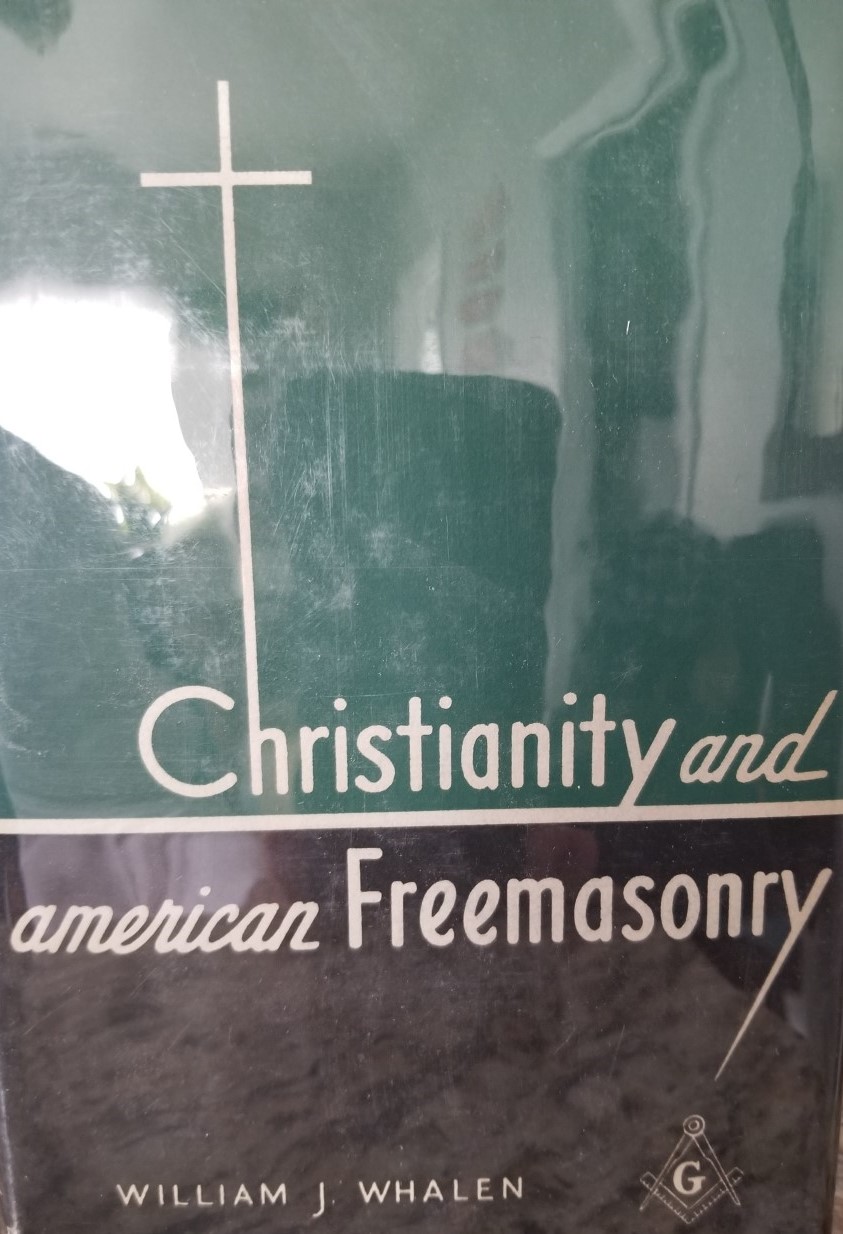 Christianity and
american Freemasonry
WILLIAM J. WHALEN
G